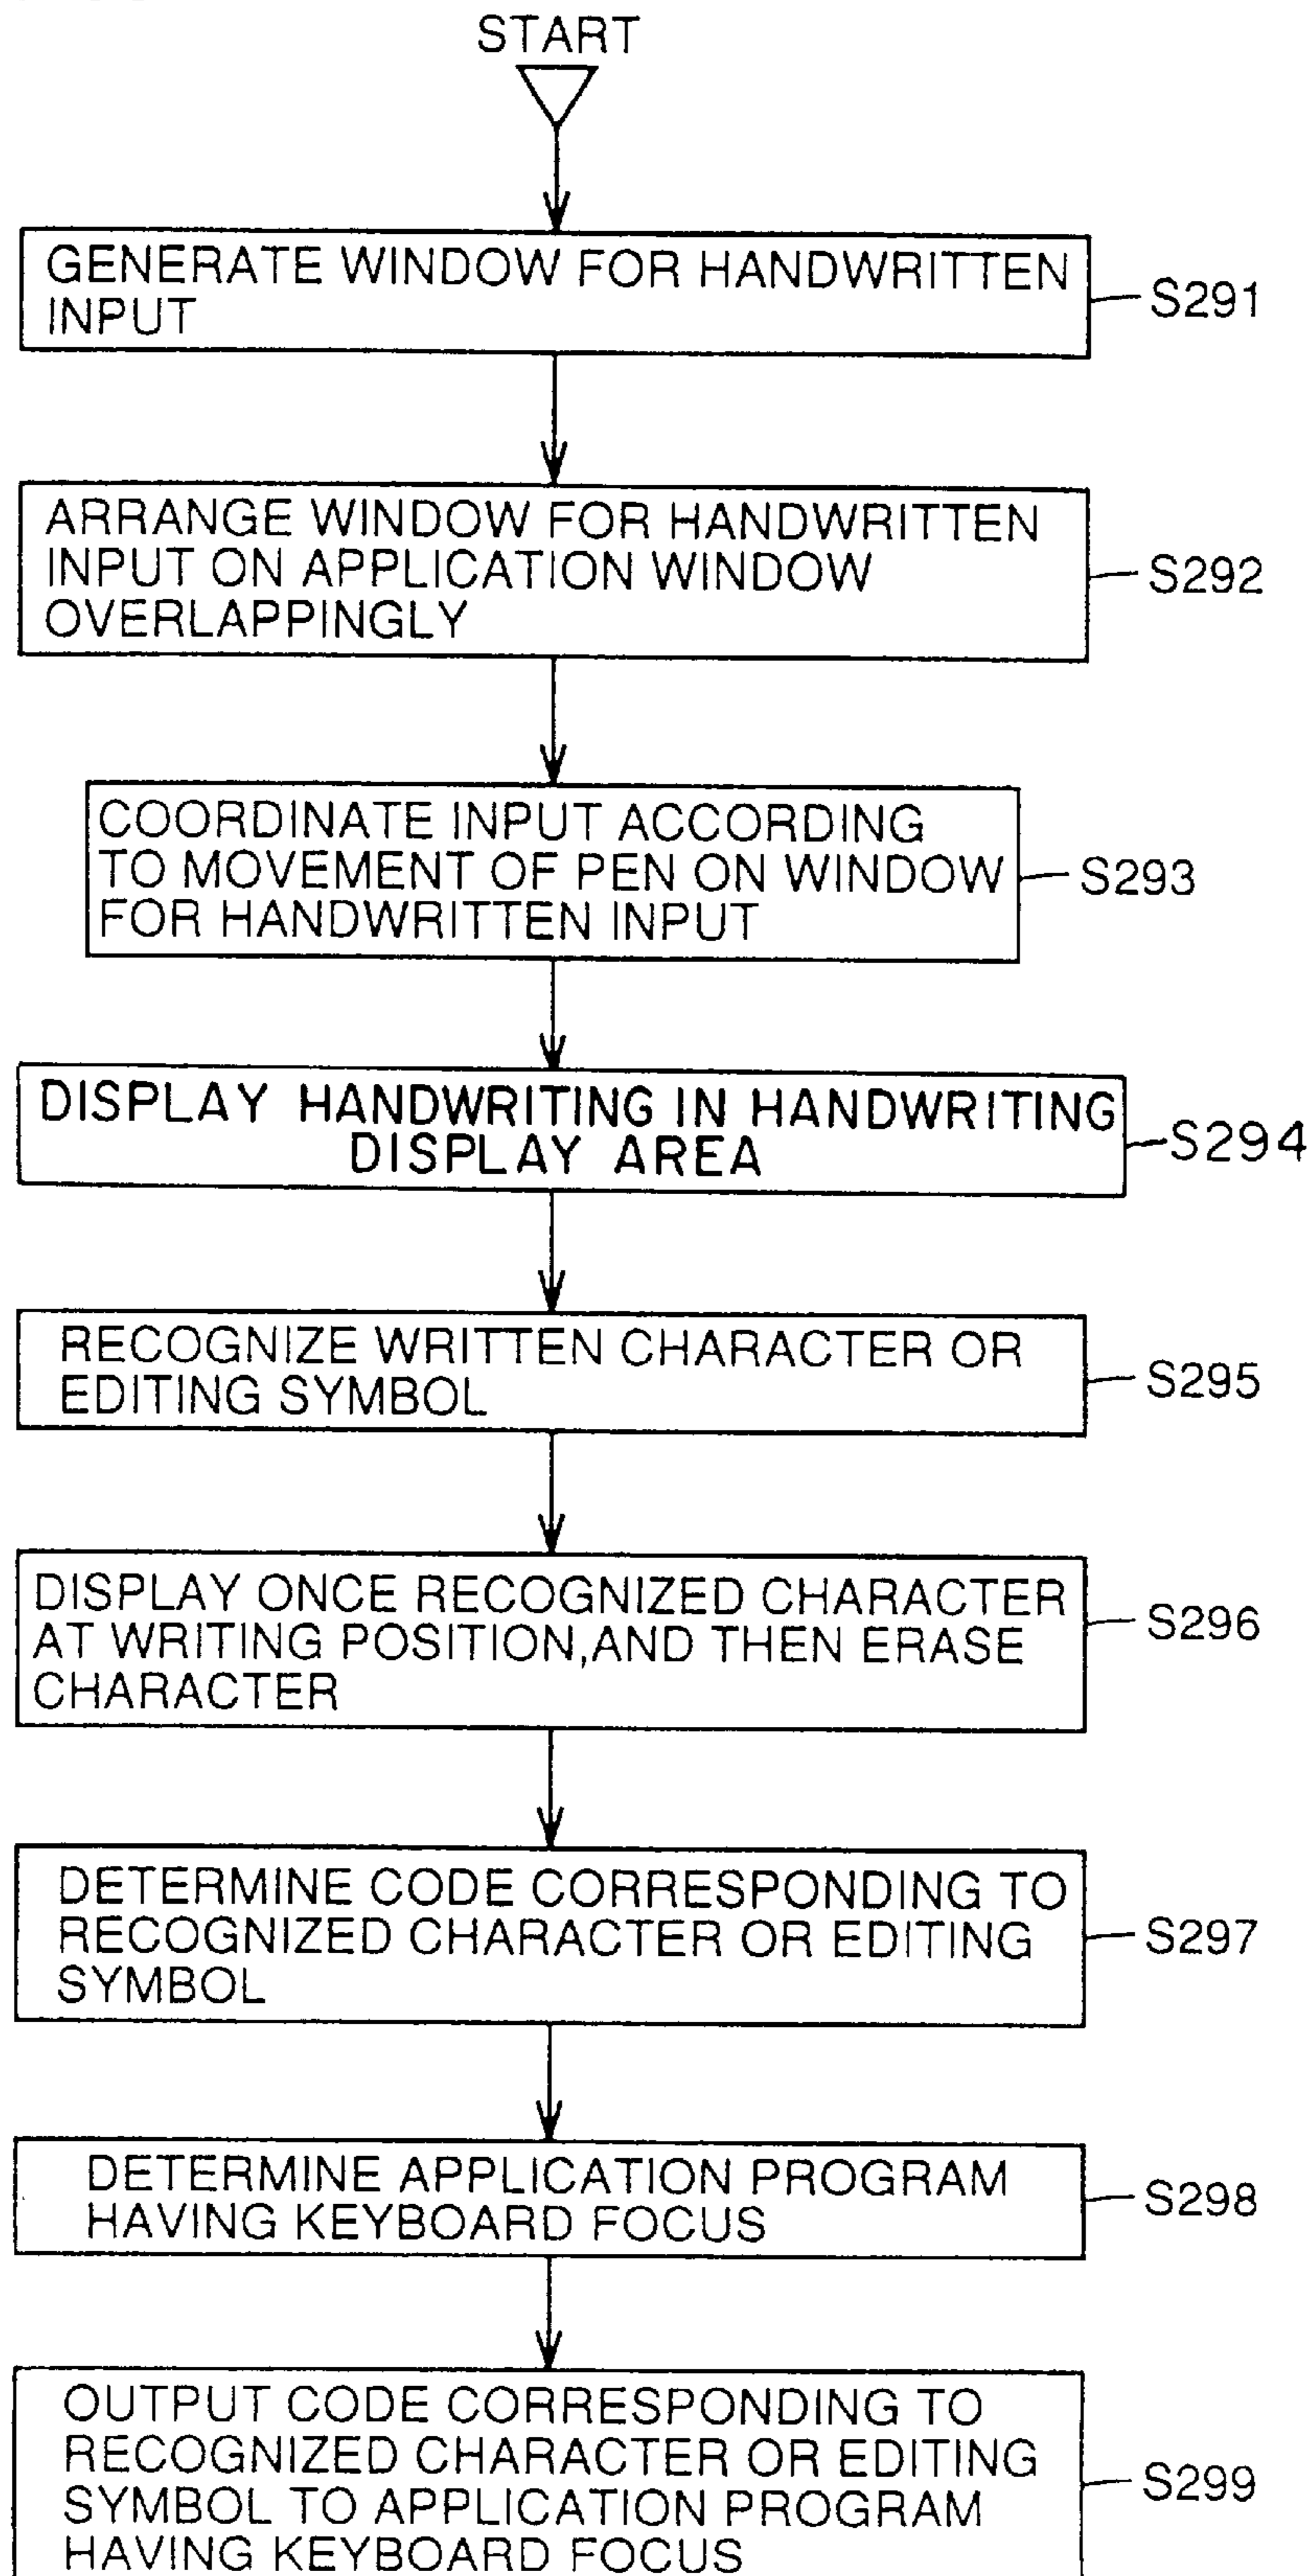 START
GENERATE WINDOW FOR HANDWRITTEN
INPUT
S291
ARRANGE WINDOW FOR HANDWRITTEN
INPUT ON APPLICATION WINDOW
OVERLAPPINGLY
S292
COORDINATE INPUT ACCORDING
TO MOVEMENT OF PEN ON WINDOW
FOR HANDWRITTEN INPUT
S293
DISPLAY HANDWRITING IN HANDWRITING
DISPLAY AREA
S294
RECOGNIZE WRITTEN CHARACTER OR
EDITING SYMBOL
S295
DISPLAY ONCE RECOGNIZED CHARACTER
AT WRITING POSITION,AND THEN ERASE
CHARACTER
S296
DETERMINE CODE CORRESPONDING TO
RECOGNIZED CHARACTER OR EDITING
SYMBOL
S297
DETERMINE APPLICATION PROGRAM
HAVING KEYBOARD FOCUS
S298
OUTPUT CODE CORRESPONDING TO
RECOGNIZED CHARACTER OR EDITING
SYMBOL TO APPLICATION PROGRAM
HAVING KEYBOARD FOCUS
S299